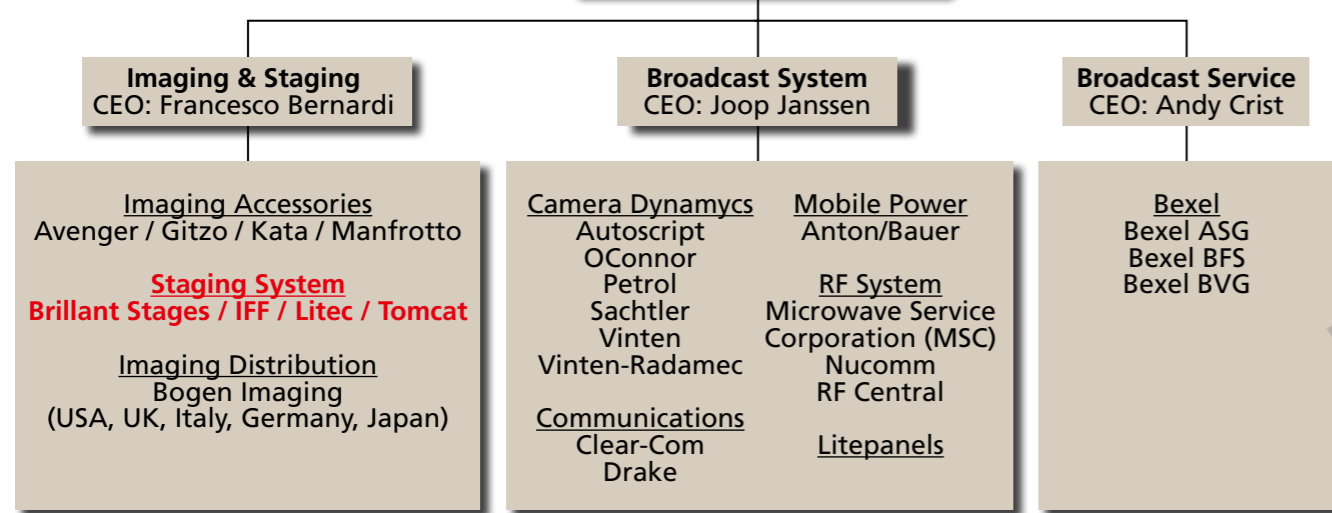 Imaging & Staging
CEO: Francesco Bernardi
Imaging Accessories
Avenger / Gitzo / Kata / Manfrotto
Staging System
Brillant Stages / IFF / Litec / Tomcat
Imaging Distribution
Bogen Imaging
(USA, UK, Italy, Germany, Japan)
Broadcast System
CEO: Joop Janssen
Camera Dynamycs
Autoscript
OConnor
Petrol
Sachtler
Vinten
Vinten-Radamec
Communications
Clear-Com
Drake
Mobile Power
Anton/Bauer
RF System
Microwave Service
Corporation (MSC)
Nucomm
RF Central
Litepanels
Broadcast Service
CEO: Andy Crist
Bexel
Bexel ASG
Bexel BFS
Bexel BVG